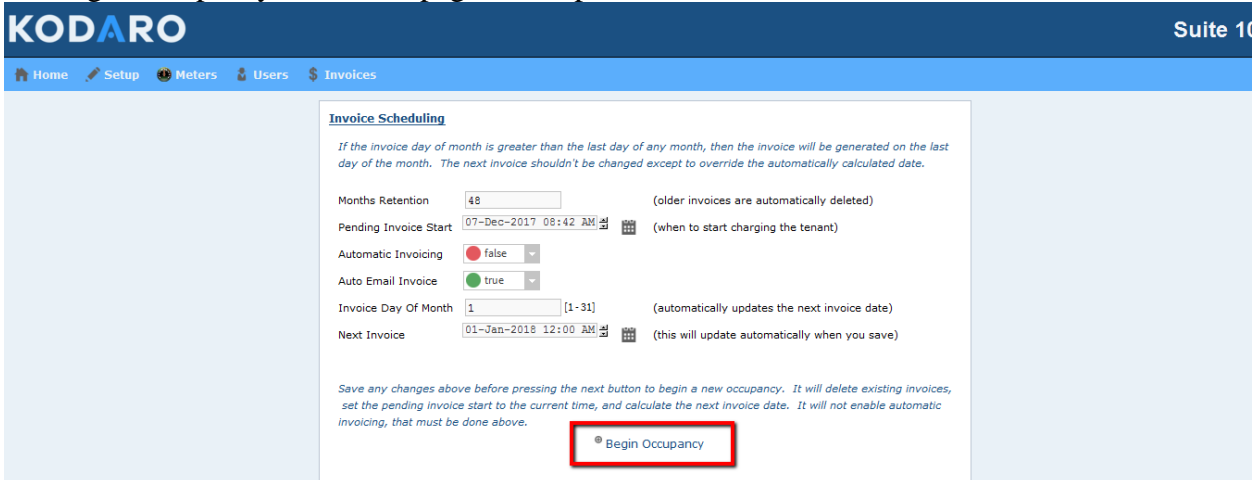 KODARO
Suite 10
Home Setup Meters Users $ Invoices
Invoice Scheduling
If the invoice day of month is greater than the last day of any month, then the invoice will be generated on the last
day of the month. The next invoice shouldn't be changed except to override the automatically calculated date.
Months Retention 48 (older invoices are automatically deleted)
Pending Invoice Start 07-Dec-2017 08:42 AM (when to start charging the tenant)
Automatic Invoicing false
Auto Email Invoice true
Invoice Day Of Month 1 [1-31] (automatically updates the next invoice date)
Next Invoice 01-Jan-2018 12:00 AM (this will update automatically when you save)
Save any changes above before pressing the next button to begin a new occupancy. It will delete existing invoices,
set the pending invoice start to the current time, and calculate the next invoice date. It will not enable automatic
invoicing, that must be done above.
Begin Occupancy